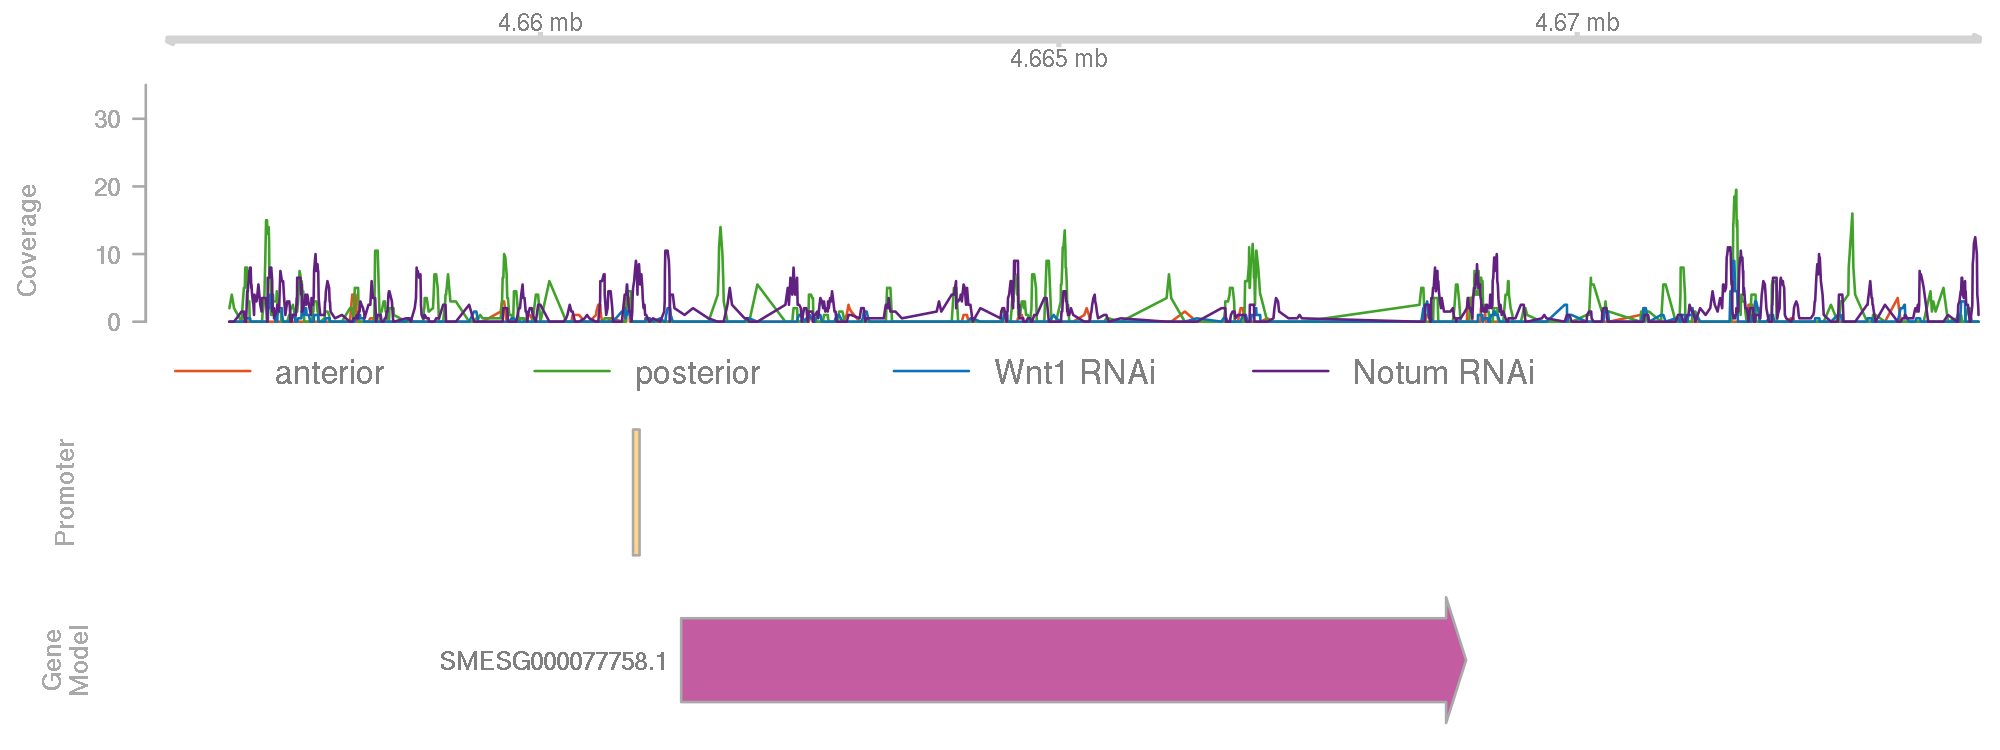 4.66 mb
4.67 mb
4.665 mb
Coverage
30
20
10
0
anterior
posterior
Wnt1 RNAi
Notum RNAi
Promoter
Gene
Model
SMESG000077758.1